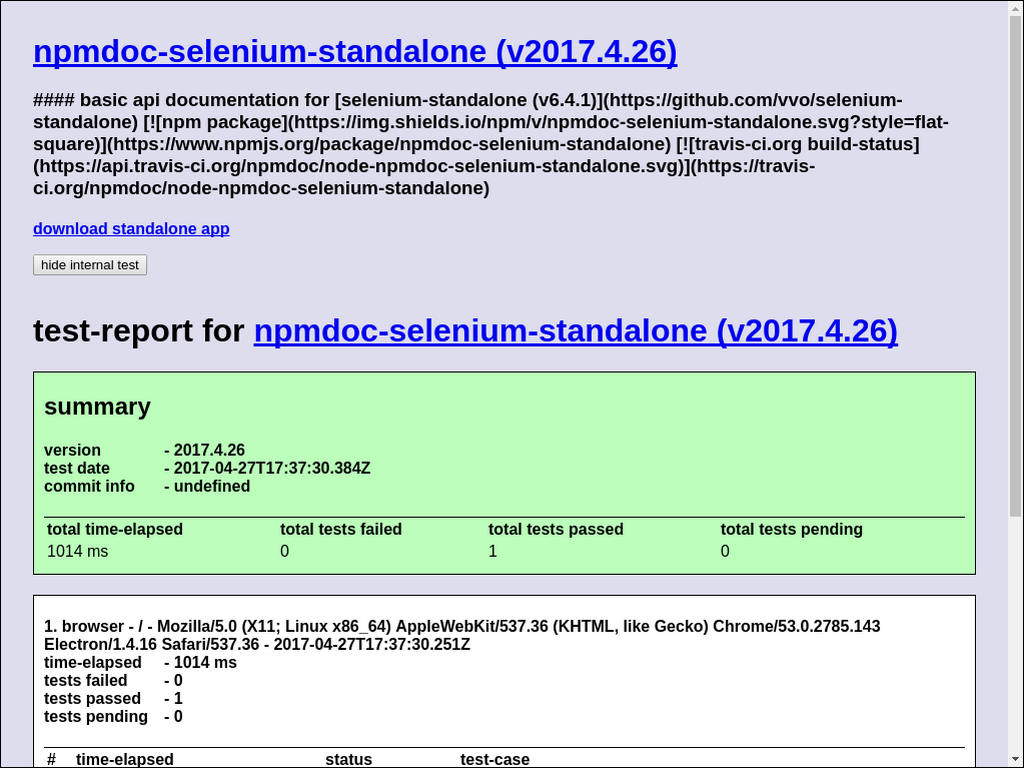 npmdoc-selenium-standalone (v2017.4.26)
#### basic api documentation for [selenium-standalone (v6.4.1)](https://github.com/vvo/selenium-
standalone) [![npm package](https://img.shields.io/npm/v/npmdoc-selenium-standalone.svg?style=flat-
square)](https://www.npmjs.org/package/npmdoc-selenium-standalone) [![travis-ci.org build-status]
(https://api.travis-ci.org/npmdoc/node-npmdoc-selenium-standalone.svg)](https://travis-
ci.org/npmdoc/node-npmdoc-selenium-standalone)
download standalone app
hide internal test
test-report for npmdoc-selenium-standalone (v2017.4.26)
summary
version - 2017.4.26
test date - 2017-04-27T17:37:30.384Z
commit info - undefined
total time-elapsed total tests failed total tests passed total tests pending
1014 ms 0 1 0
1. browser - / - Mozilla/5.0 (X11; Linux x86_64) AppleWebKit/537.36 (KHTML, like Gecko) Chrome/53.0.2785.143
Electron/1.4.16 Safari/537.36 - 2017-04-27T17:37:30.251Z
time-elapsed - 1014 ms
tests failed - 0
tests passed - 1
tests pending - 0
# time-elapsed status test-case